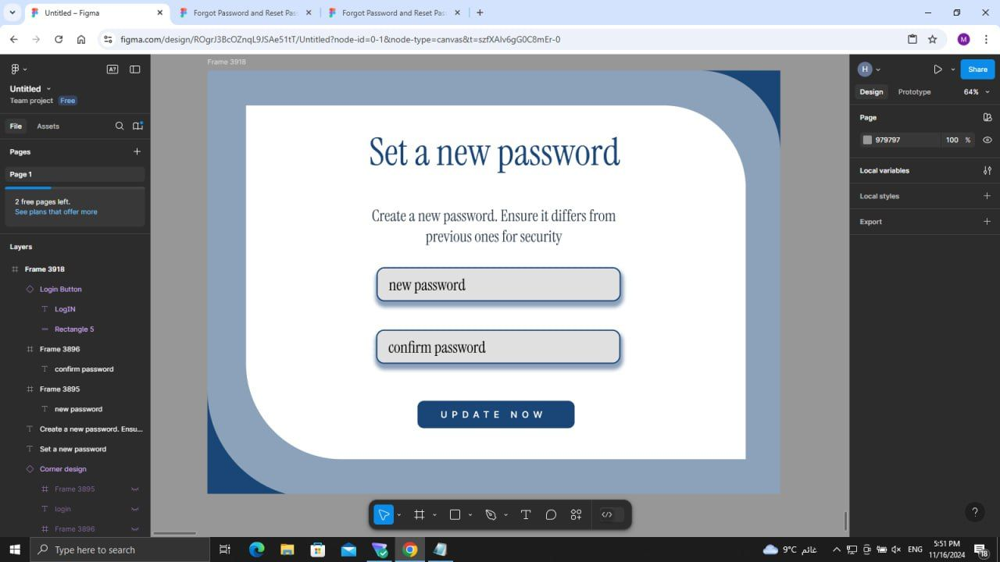 Untitled – Figma
Forgot Password and Reset Pas
Forgot Password and Reset Pas
figma.com/design/ROgrJ3BcOZnqL9JSAe51tT/Untitled?node-id=0-1&node-type=canvas&t=szfXAIv6gG0C8mEr-0
M
A?
Untitled
Team project Free
File Assets
Pages
Page 1
2 free pages left.
See plans that offer more
Layers
Frame 3918
Login Button
LogIN
Rectangle 5
Frame 3896
confirm password
Frame 3895
new password
Create a new password. Ensu...
Set a new password
Corner design
Frame 3895
login
Frame 3896
Frame 3918
Set a new password
Create a new password. Ensure it differs from
previous ones for security
new password
confirm password
UPDATE NOW
H
Share
Design Prototype 64%
Page
979797 100 %
Local variables
Local styles
Export
?
Type here to search
9°C غائم
ENG
5:51 PM
11/16/2024
18